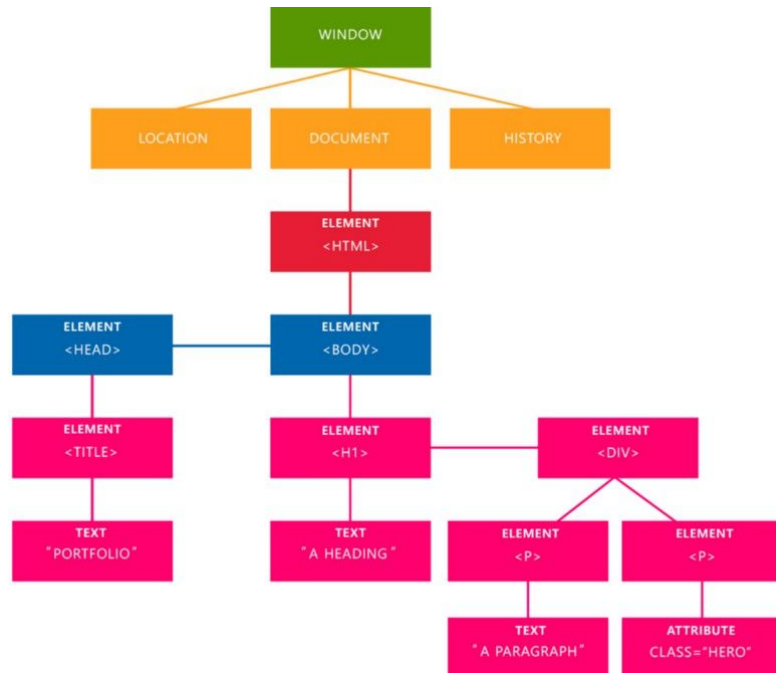 WINDOW
LOCATION
DOCUMENT
HISTORY
ELEMENT
<HTML>
ELEMENT
<HEAD>
ELEMENT
<BODY>
ELEMENT
<TITLE>
ELEMENT
<H1>
ELEMENT
<DIV>
TEXT
"PORTFOLIO"
TEXT
"A HEADING"
ELEMENT
<P>
ELEMENT
<P>
TEXT
"A PARAGRAPH"
ATTRIBUTE
CLASS="HERO"